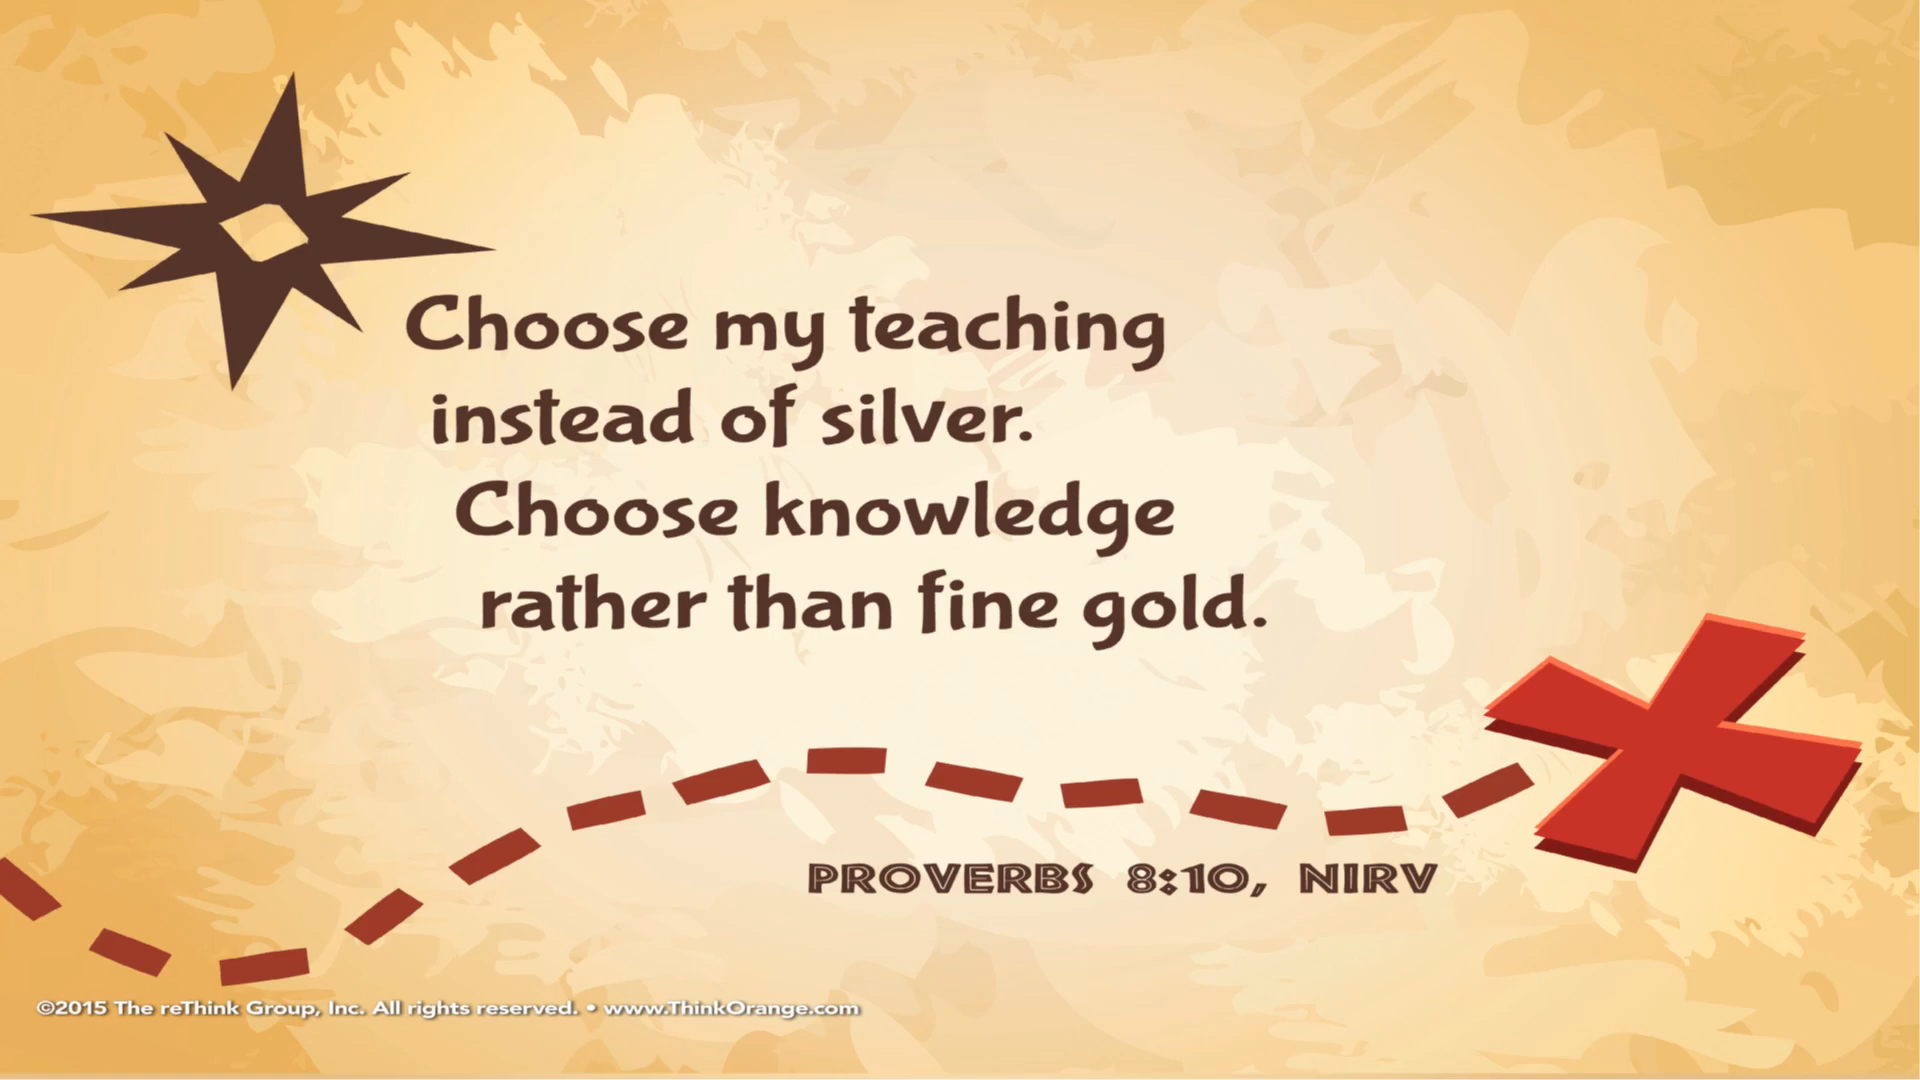 Choose my teaching
instead of silver.
Choose knowledge
rather than fine gold.
PROVERBS 8:10, NIRV
©2015 The reThink Group, Inc. All rights reserved. • www.ThinkOrange.com